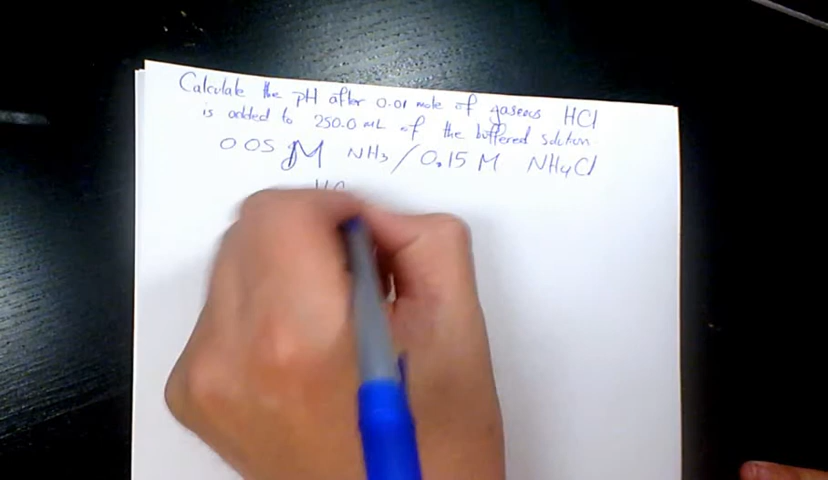 Calculate the pH after 0.01 mole of gaseous HCl
is added to 250.0 mL of the buffered solution.
0.05 M NH3 / 0.15 M NH4Cl
HC